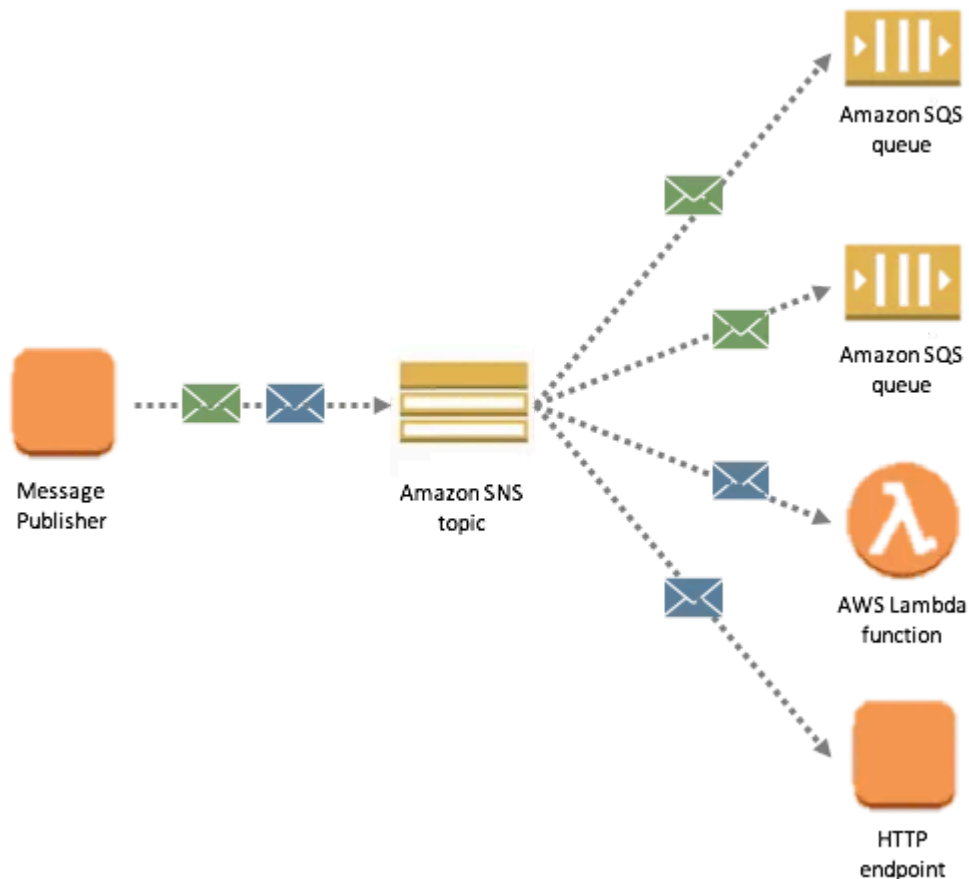 Amazon SQS
queue
Amazon SQS
queue
Message
Publisher
Amazon SNS
topic
AWS Lambda
function
HTTP
endpoint